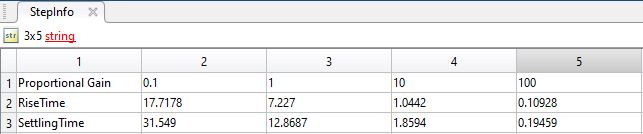 StepInfo
str 3x5 string
1 2 3 4 5
1 Proportional Gain 0.1 1 10 100
2 RiseTime 17.7178 7.227 1.0442 0.10928
3 SettlingTime 31.549 12.8687 1.8594 0.19459